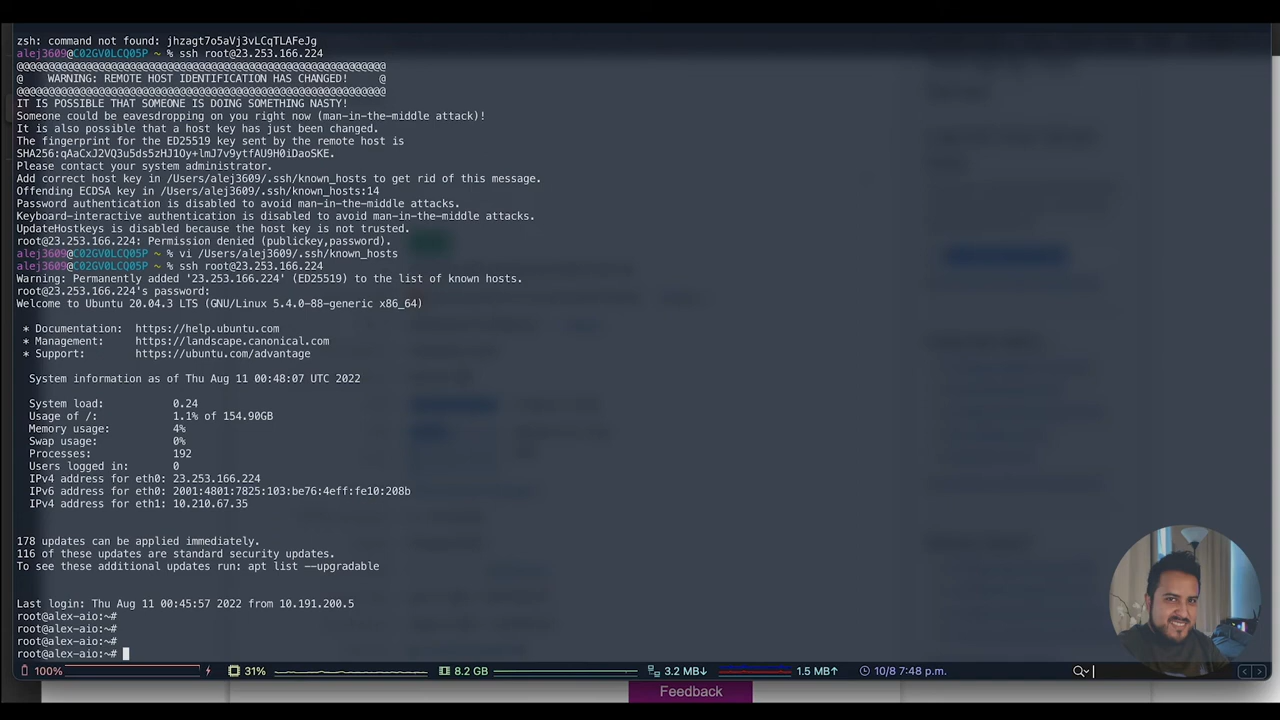 zsh: command not found: jhzagt7o5aVj3vLCqTLAFeJg
alej3609@C02GV0LCQ05P ~ % ssh root@23.253.166.224
@@@@@@@@@@@@@@@@@@@@@@@@@@@@@@@@@@@@@@@@@@@@@@@@@@@@@@@@@@@
@    WARNING: REMOTE HOST IDENTIFICATION HAS CHANGED!     @
@@@@@@@@@@@@@@@@@@@@@@@@@@@@@@@@@@@@@@@@@@@@@@@@@@@@@@@@@@@
IT IS POSSIBLE THAT SOMEONE IS DOING SOMETHING NASTY!
Someone could be eavesdropping on you right now (man-in-the-middle attack)!
It is also possible that a host key has just been changed.
The fingerprint for the ED25519 key sent by the remote host is
SHA256:qAaCxJ2VQ3u5ds5zHJ1Oy+lmJ7v9ytfAU9H0iDaoSKE.
Please contact your system administrator.
Add correct host key in /Users/alej3609/.ssh/known_hosts to get rid of this message.
Offending ECDSA key in /Users/alej3609/.ssh/known_hosts:14
Password authentication is disabled to avoid man-in-the-middle attacks.
Keyboard-interactive authentication is disabled to avoid man-in-the-middle attacks.
UpdateHostkeys is disabled because the host key is not trusted.
root@23.253.166.224: Permission denied (publickey,password).
alej3609@C02GV0LCQ05P ~ % vi /Users/alej3609/.ssh/known_hosts
alej3609@C02GV0LCQ05P ~ % ssh root@23.253.166.224
Warning: Permanently added '23.253.166.224' (ED25519) to the list of known hosts.
root@23.253.166.224's password:
Welcome to Ubuntu 20.04.3 LTS (GNU/Linux 5.4.0-88-generic x86_64)
* Documentation:  https://help.ubuntu.com
* Management:     https://landscape.canonical.com
* Support:        https://ubuntu.com/advantage
System information as of Thu Aug 11 00:48:07 UTC 2022
System load:           0.24
Usage of /:            1.1% of 154.90GB
Memory usage:          4%
Swap usage:            0%
Processes:             192
Users logged in:       0
IPv4 address for eth0: 23.253.166.224
IPv6 address for eth0: 2001:4801:7825:103:be76:4eff:fe10:208b
IPv4 address for eth1: 10.210.67.35
178 updates can be applied immediately.
116 of these updates are standard security updates.
To see these additional updates run: apt list --upgradable
Last login: Thu Aug 11 00:45:57 2022 from 10.191.200.5
root@alex-aio:~#
root@alex-aio:~#
root@alex-aio:~#
root@alex-aio:~#
100% 31% 8.2 GB 3.2 MB↓ 1.5 MB↑ 10/8 7:48 p.m.
Feedback